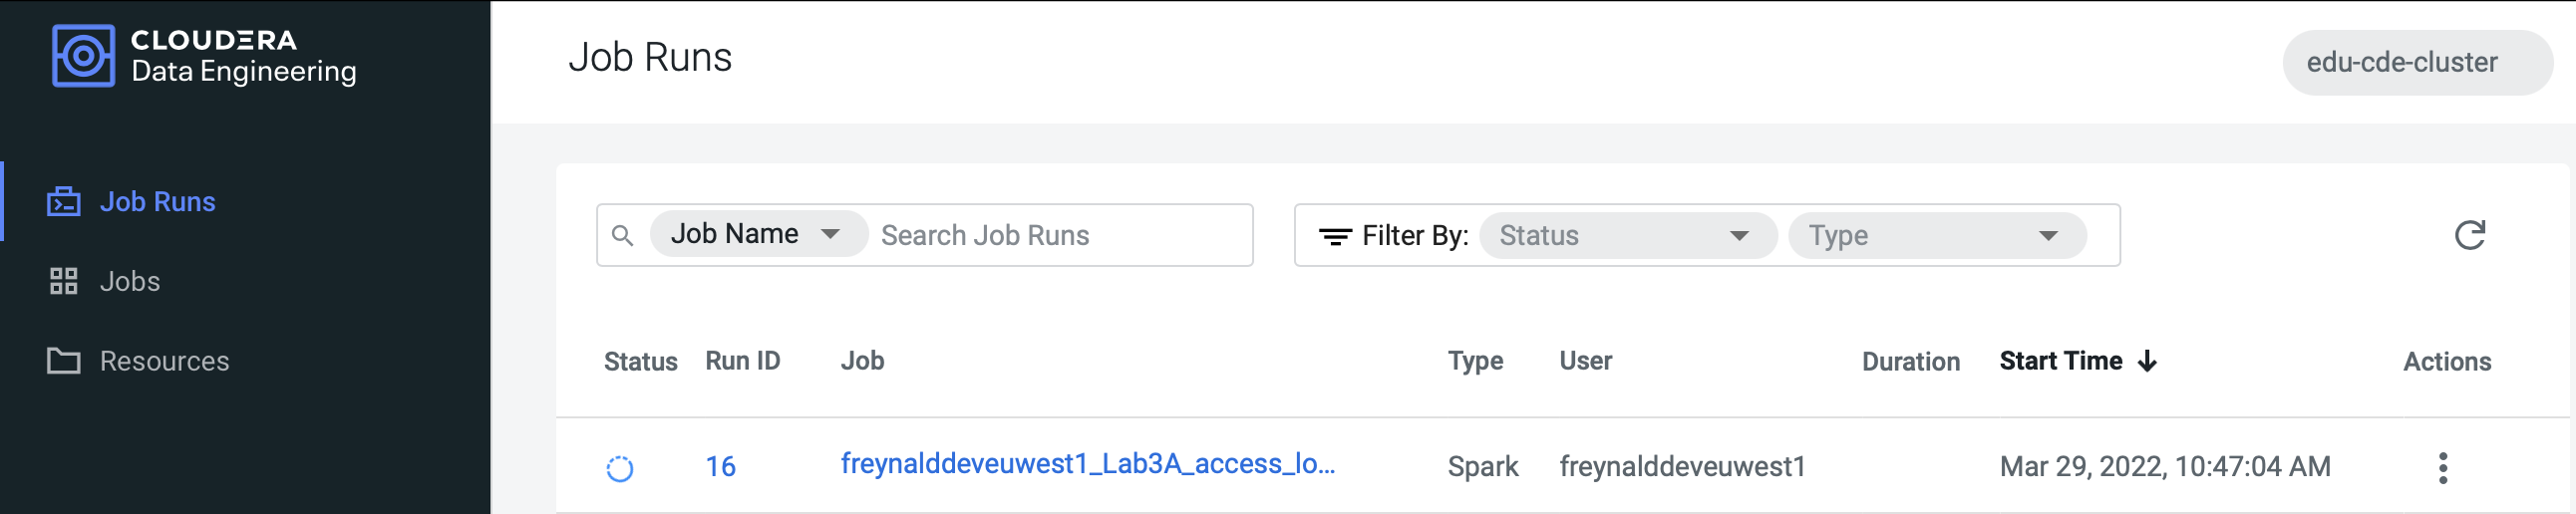 CLOUDERA
Data Engineering
Job Runs
Jobs
Resources
Job Runs
edu-cde-cluster
Job Name Search Job Runs Filter By: Status Type
Status Run ID Job Type User Duration Start Time Actions
16 freynalddeveuwest1_Lab3A_access_lo... Spark freynalddeveuwest1 Mar 29, 2022, 10:47:04 AM